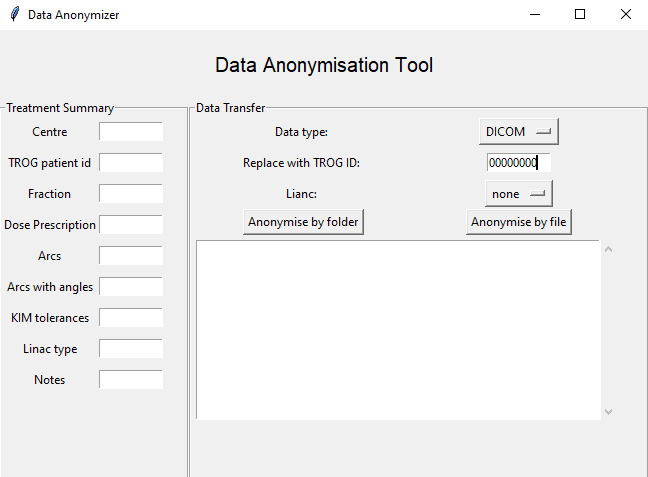 Data Anonymizer
Data Anonymisation Tool
Treatment Summary
Centre
TROG patient id
Fraction
Dose Prescription
Arcs
Arcs with angles
KIM tolerances
Linac type
Notes
Data Transfer
Data type:
DICOM
Replace with TROG ID:
00000000
Lianc:
none
Anonymise by folder
Anonymise by file